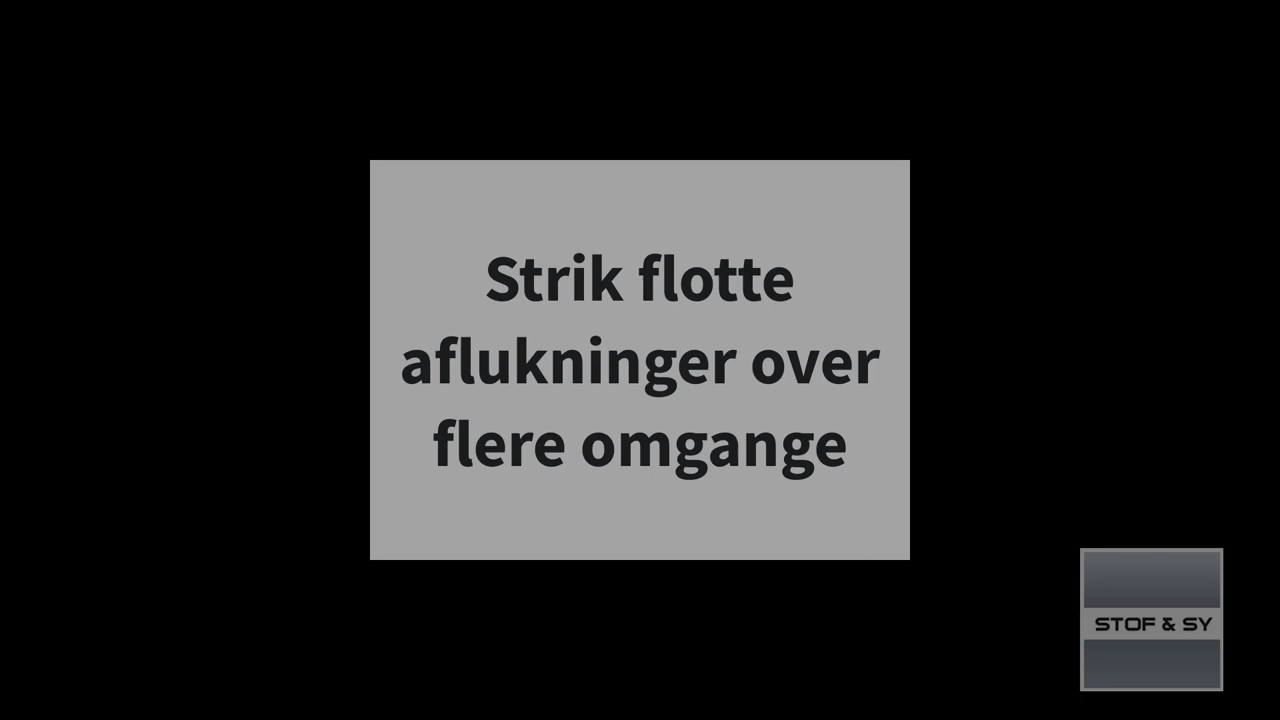 Strik flotte
aflukninger over
flere omgange
STOF & SY